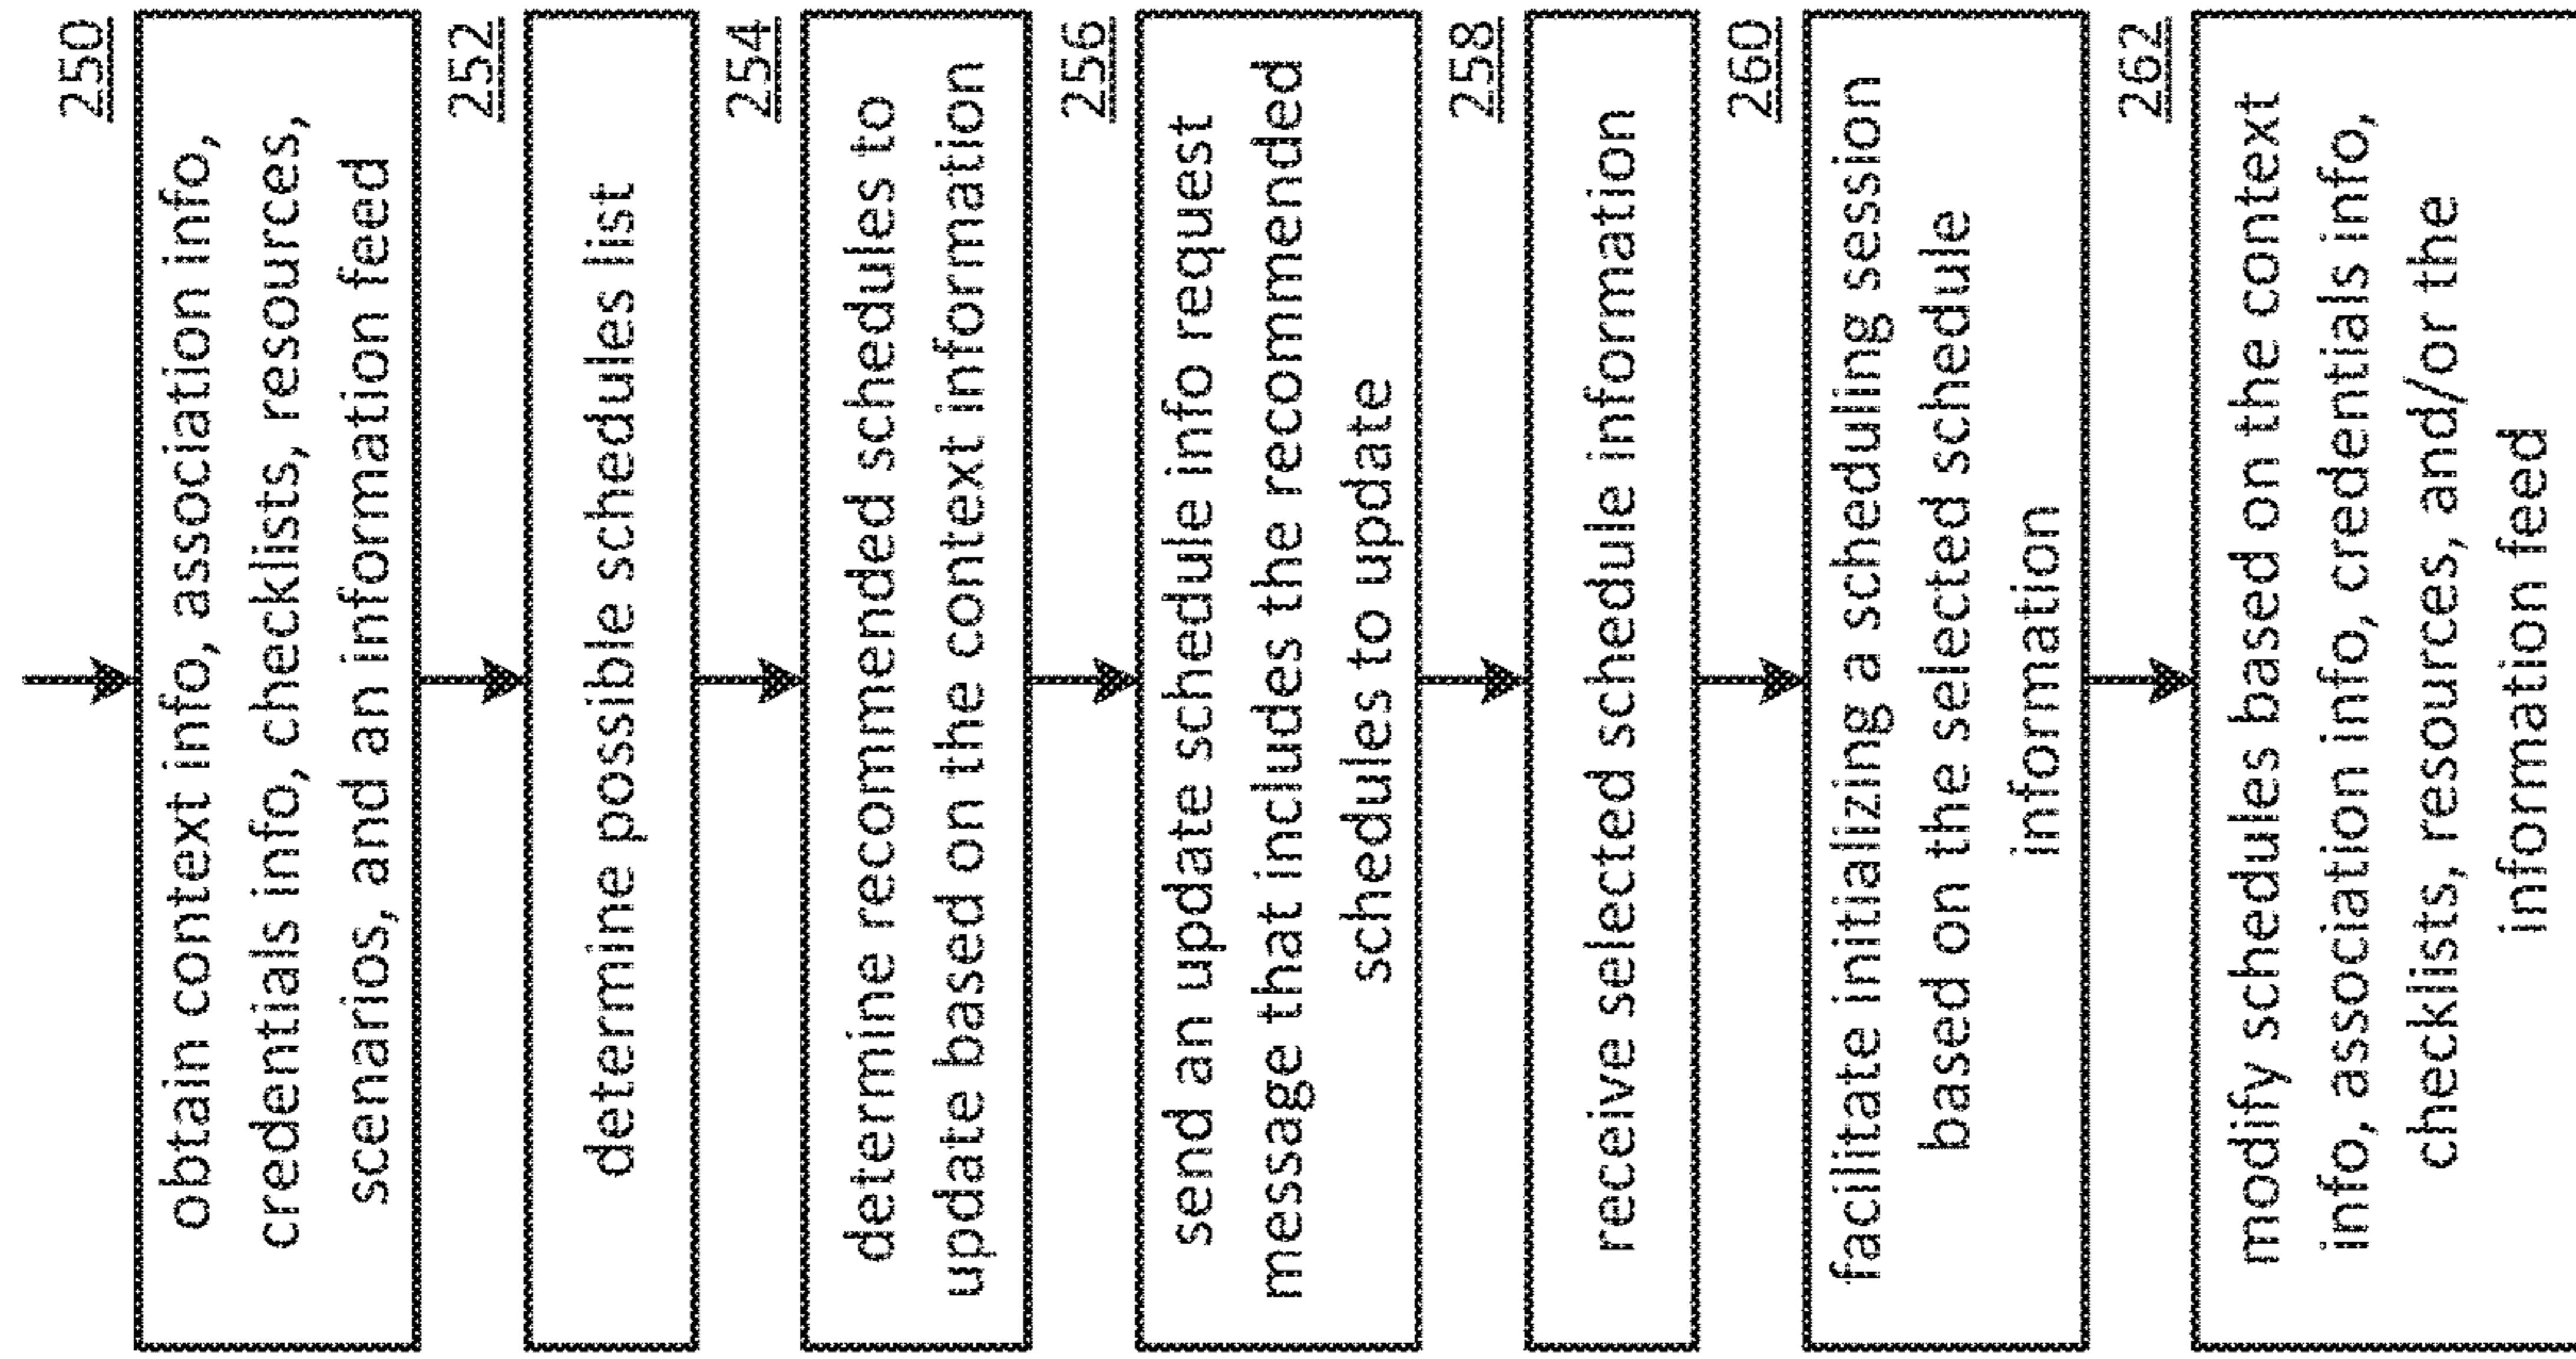 250
obtain context info, association info,
credentials info, checklists, resources,
scenarios, and an information feed
252
determine possible schedules list
254
determine recommended schedules to
update based on the context information
256
send an update schedule info request
message that includes the recommended
schedules to update
258
receive selected schedule information
260
facilitate initializing a scheduling session
based on the selected schedule
information
262
modify schedules based on the context
info, association info, credentials info,
checklists, resources, and/or the
information feed